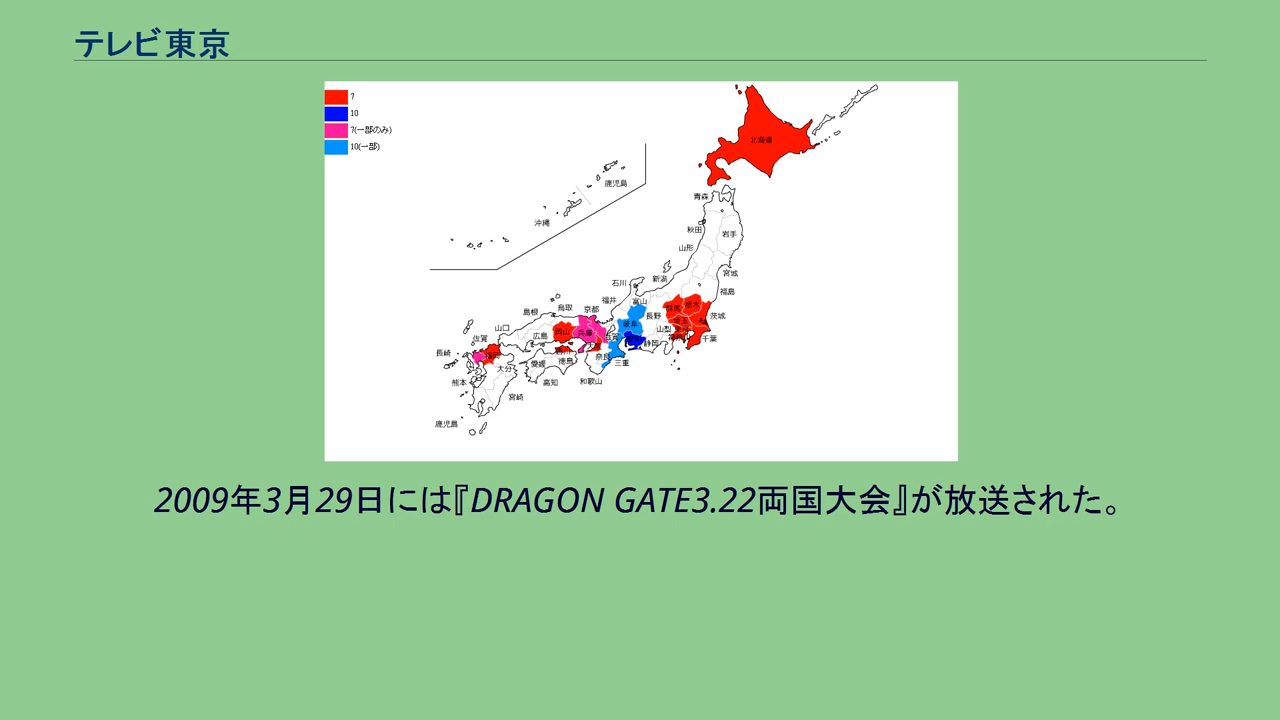 テレビ東京
7
10
7(一部のみ)
10(一部)
北海道
鹿児島
青森
沖縄
秋田
岩手
山形
宮城
新潟
石川
福島
福井
富山
鳥取
京都
島根
群馬
栃木
長野
茨城
山口
岡山
兵庫
岐阜
埼玉
山梨
広島
佐賀
静岡
千葉
長崎
福岡
奈良
三重
徳島
愛媛
大分
熊本
高知
和歌山
宮崎
鹿児島
2009年3月29日には『DRAGON GATE3.22両国大会』が放送された。